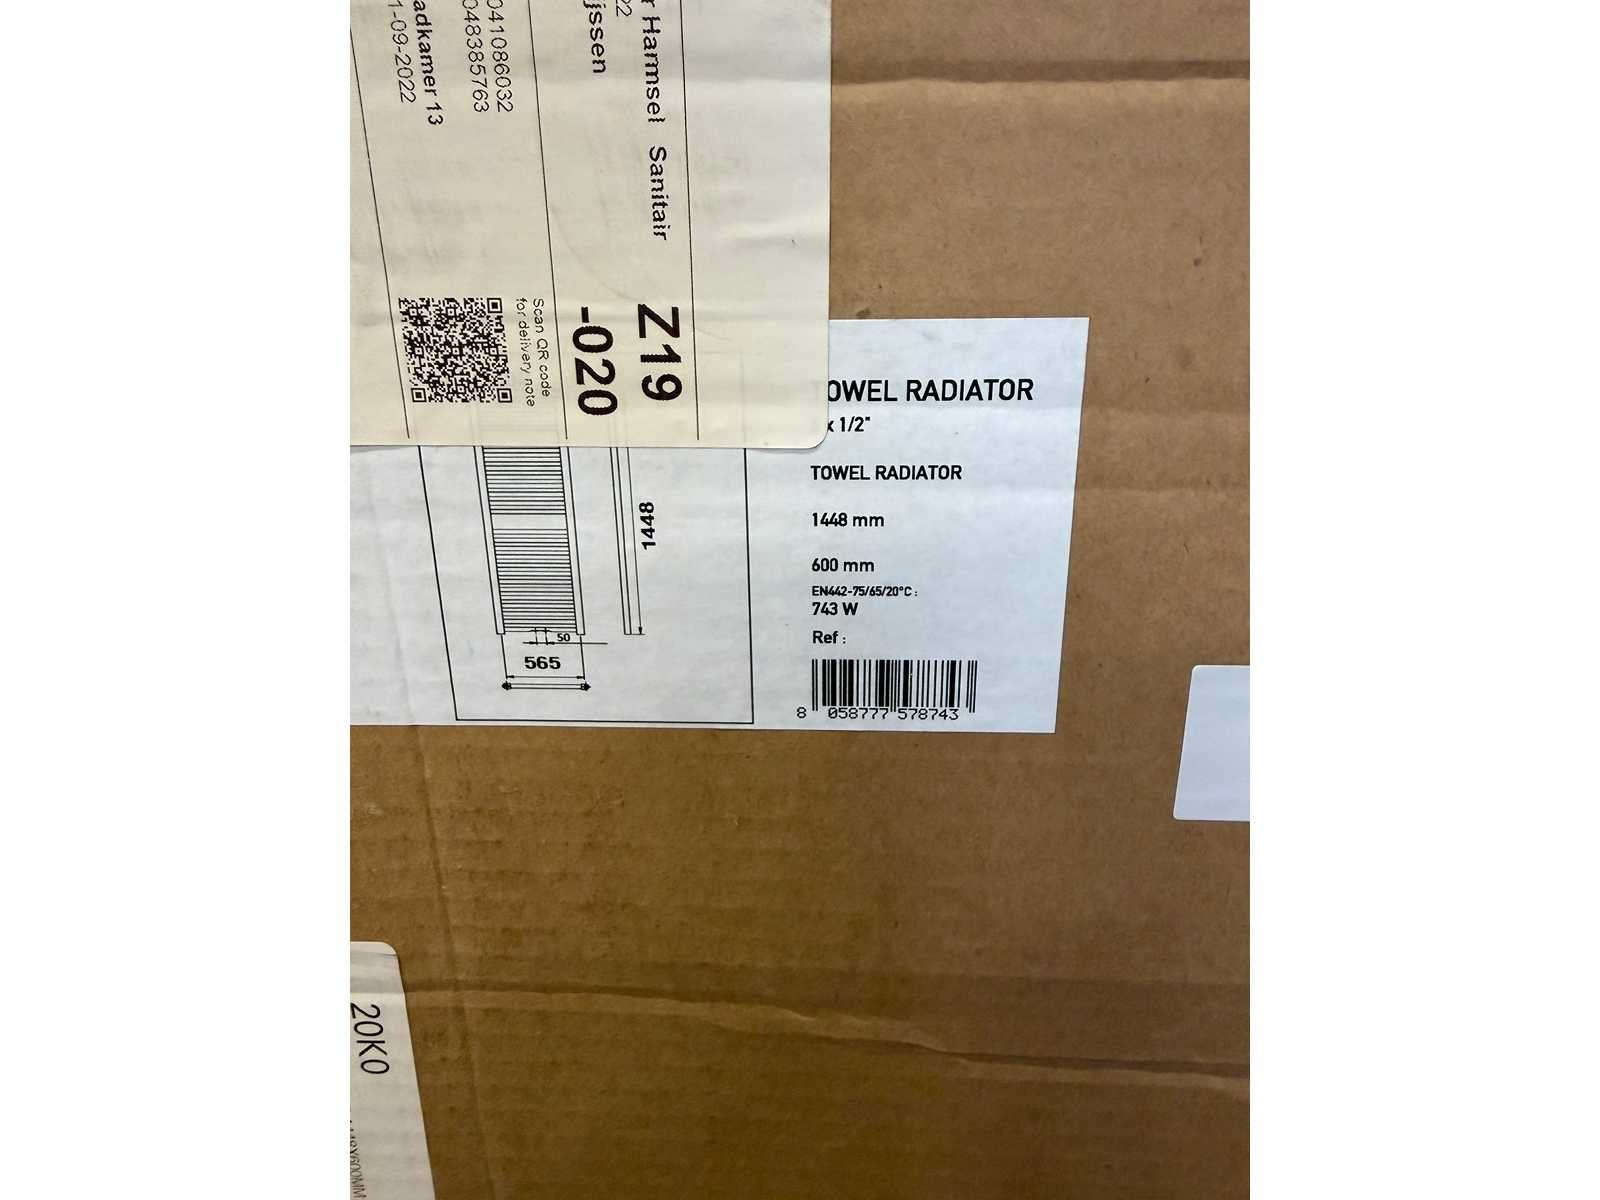 r Harmsel Sanitair
22
ijssen
041086032
048385763
adkamer 13
1-09-2022
Z19
-020
Scan QR code
for delivery note
TOWEL RADIATOR
x 1/2"
TOWEL RADIATOR
1448 mm
600 mm
EN442-75/65/20°C :
743 W
Ref :
8 058777 578743
1448
50
565
20K0
1448X600MM